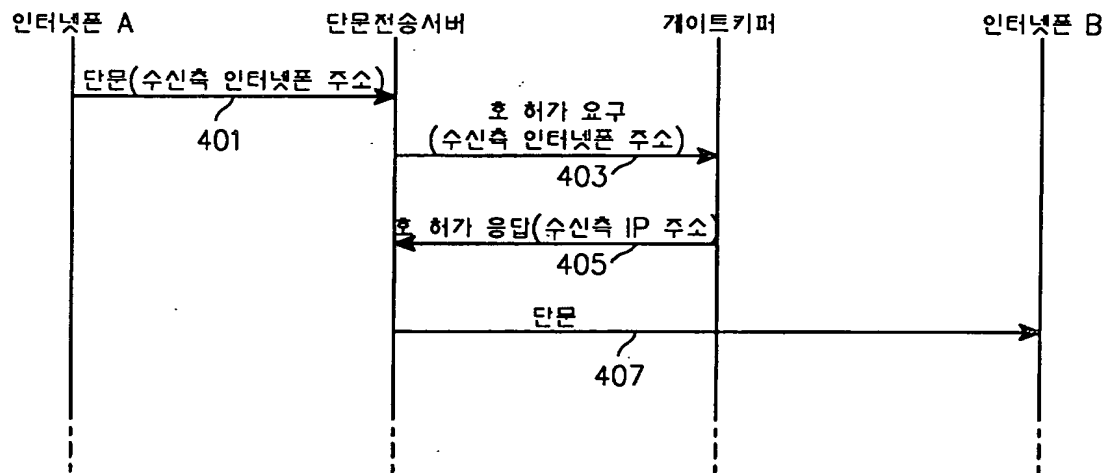 인터넷폰 A 단문전송서버 게이트키퍼 인터넷폰 B
단문(수신측 인터넷폰 주소)
401
호 허가 요구
(수신측 인터넷폰 주소)
403
호 허가 응답(수신측 IP 주소)
405
단문
407